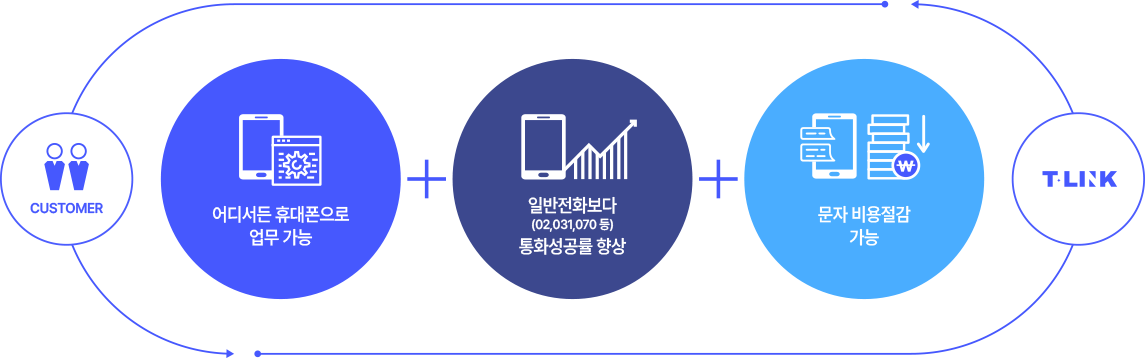 CUSTOMER
어디서든 휴대폰으로
업무 가능
일반전화보다
(02,031,070 등)
통화성공률 향상
문자 비용절감
가능
T·LINK